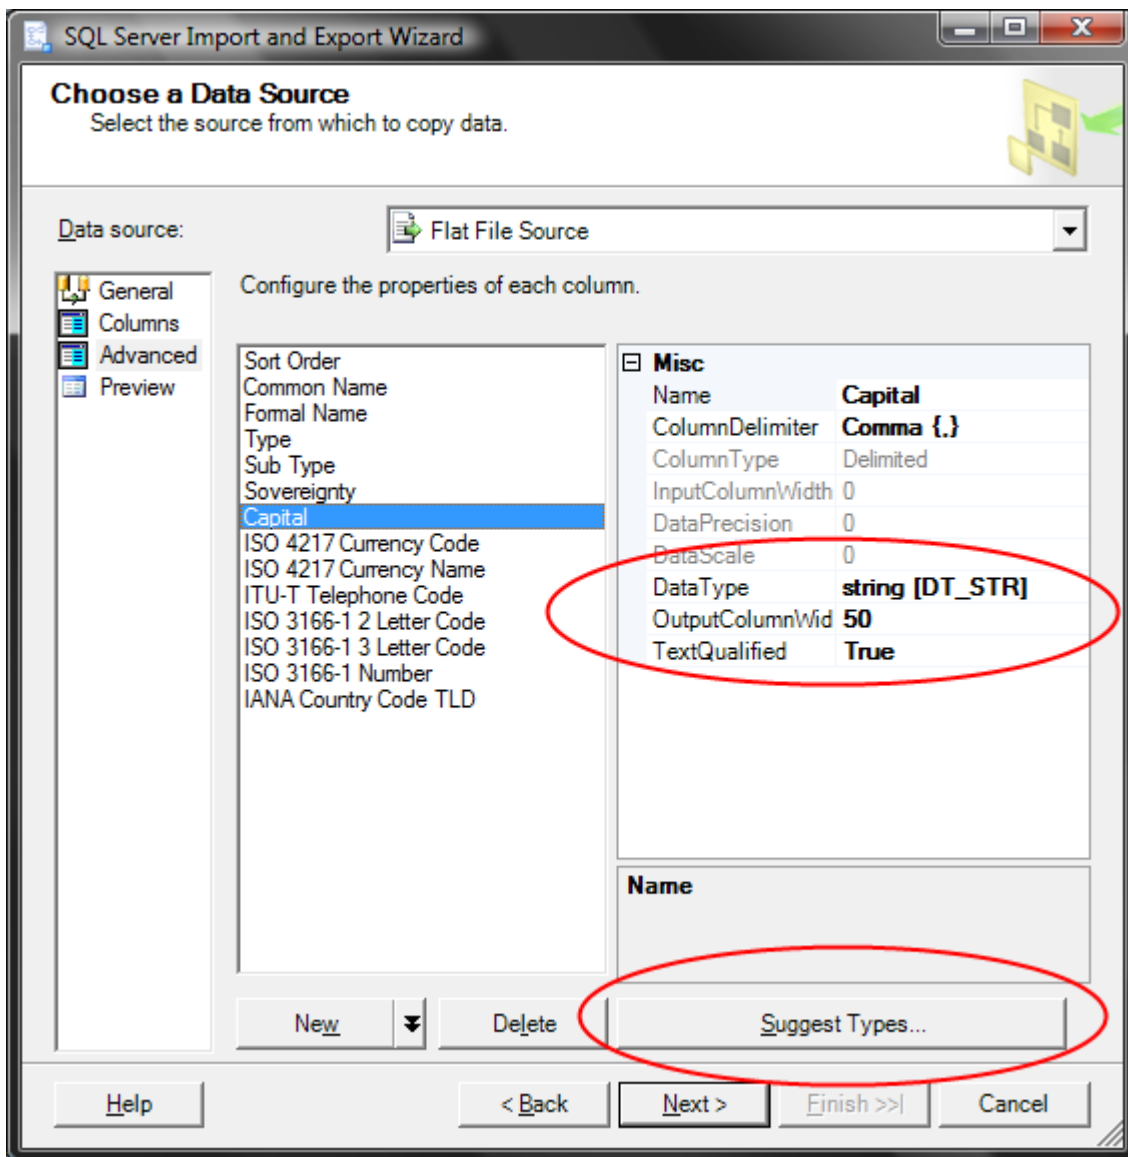 SQL Server Import and Export Wizard
Choose a Data Source
Select the source from which to copy data.
Data source:
Flat File Source
General
Columns
Advanced
Preview
Configure the properties of each column.
Sort Order
Common Name
Formal Name
Type
Sub Type
Sovereignty
Capital
ISO 4217 Currency Code
ISO 4217 Currency Name
ITU-T Telephone Code
ISO 3166-1 2 Letter Code
ISO 3166-1 3 Letter Code
ISO 3166-1 Number
IANA Country Code TLD
Misc
Name Capital
ColumnDelimiter Comma {,}
ColumnType Delimited
InputColumnWidth 0
DataPrecision 0
DataScale 0
DataType string [DT_STR]
OutputColumnWid 50
TextQualified True
Name
New
Delete
Suggest Types...
Help
< Back
Next >
Finish >>|
Cancel